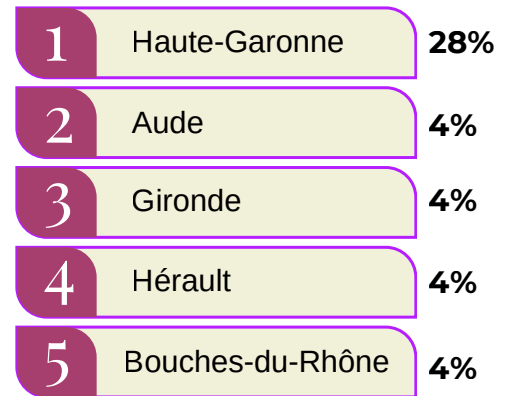 1 Haute-Garonne 28%
2 Aude 4%
3 Gironde 4%
4 Hérault 4%
5 Bouches-du-Rhône 4%